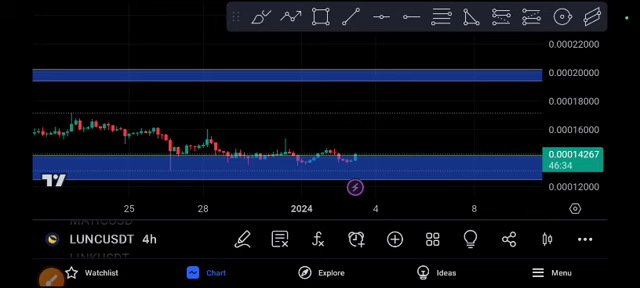 0.00022000
0.00020000
0.00018000
0.00016000
0.00014267
46:34
0.00012000
25
28
2024
4
8
LUNCUSDT 4h
Watchlist
Chart
Explore
Ideas
Menu